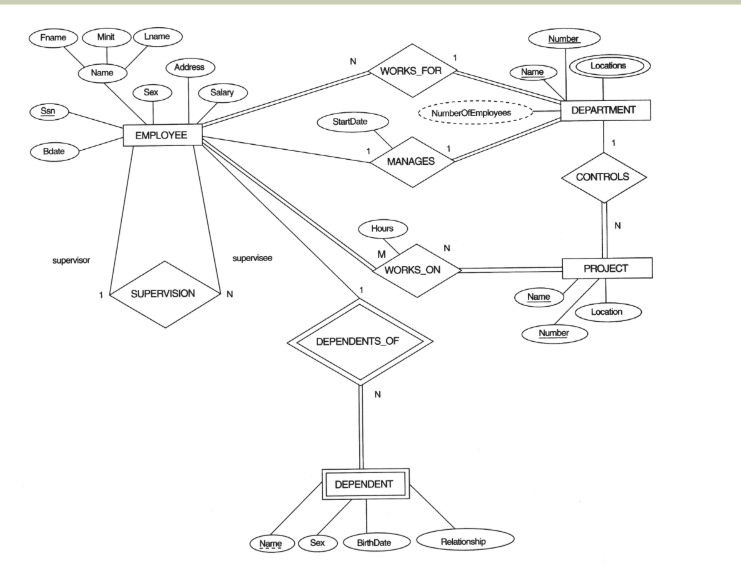 Fname
Minit
Lname
Name
Address
Sex
Salary
Ssn
Bdate
EMPLOYEE
N
WORKS_FOR
1
Number
Name
Locations
NumberOfEmployees
DEPARTMENT
StartDate
1
MANAGES
1
1
CONTROLS
N
Hours
M
N
WORKS_ON
PROJECT
Name
Number
Location
supervisor
supervisee
1
SUPERVISION
N
1
DEPENDENTS_OF
N
DEPENDENT
Name
Sex
BirthDate
Relationship